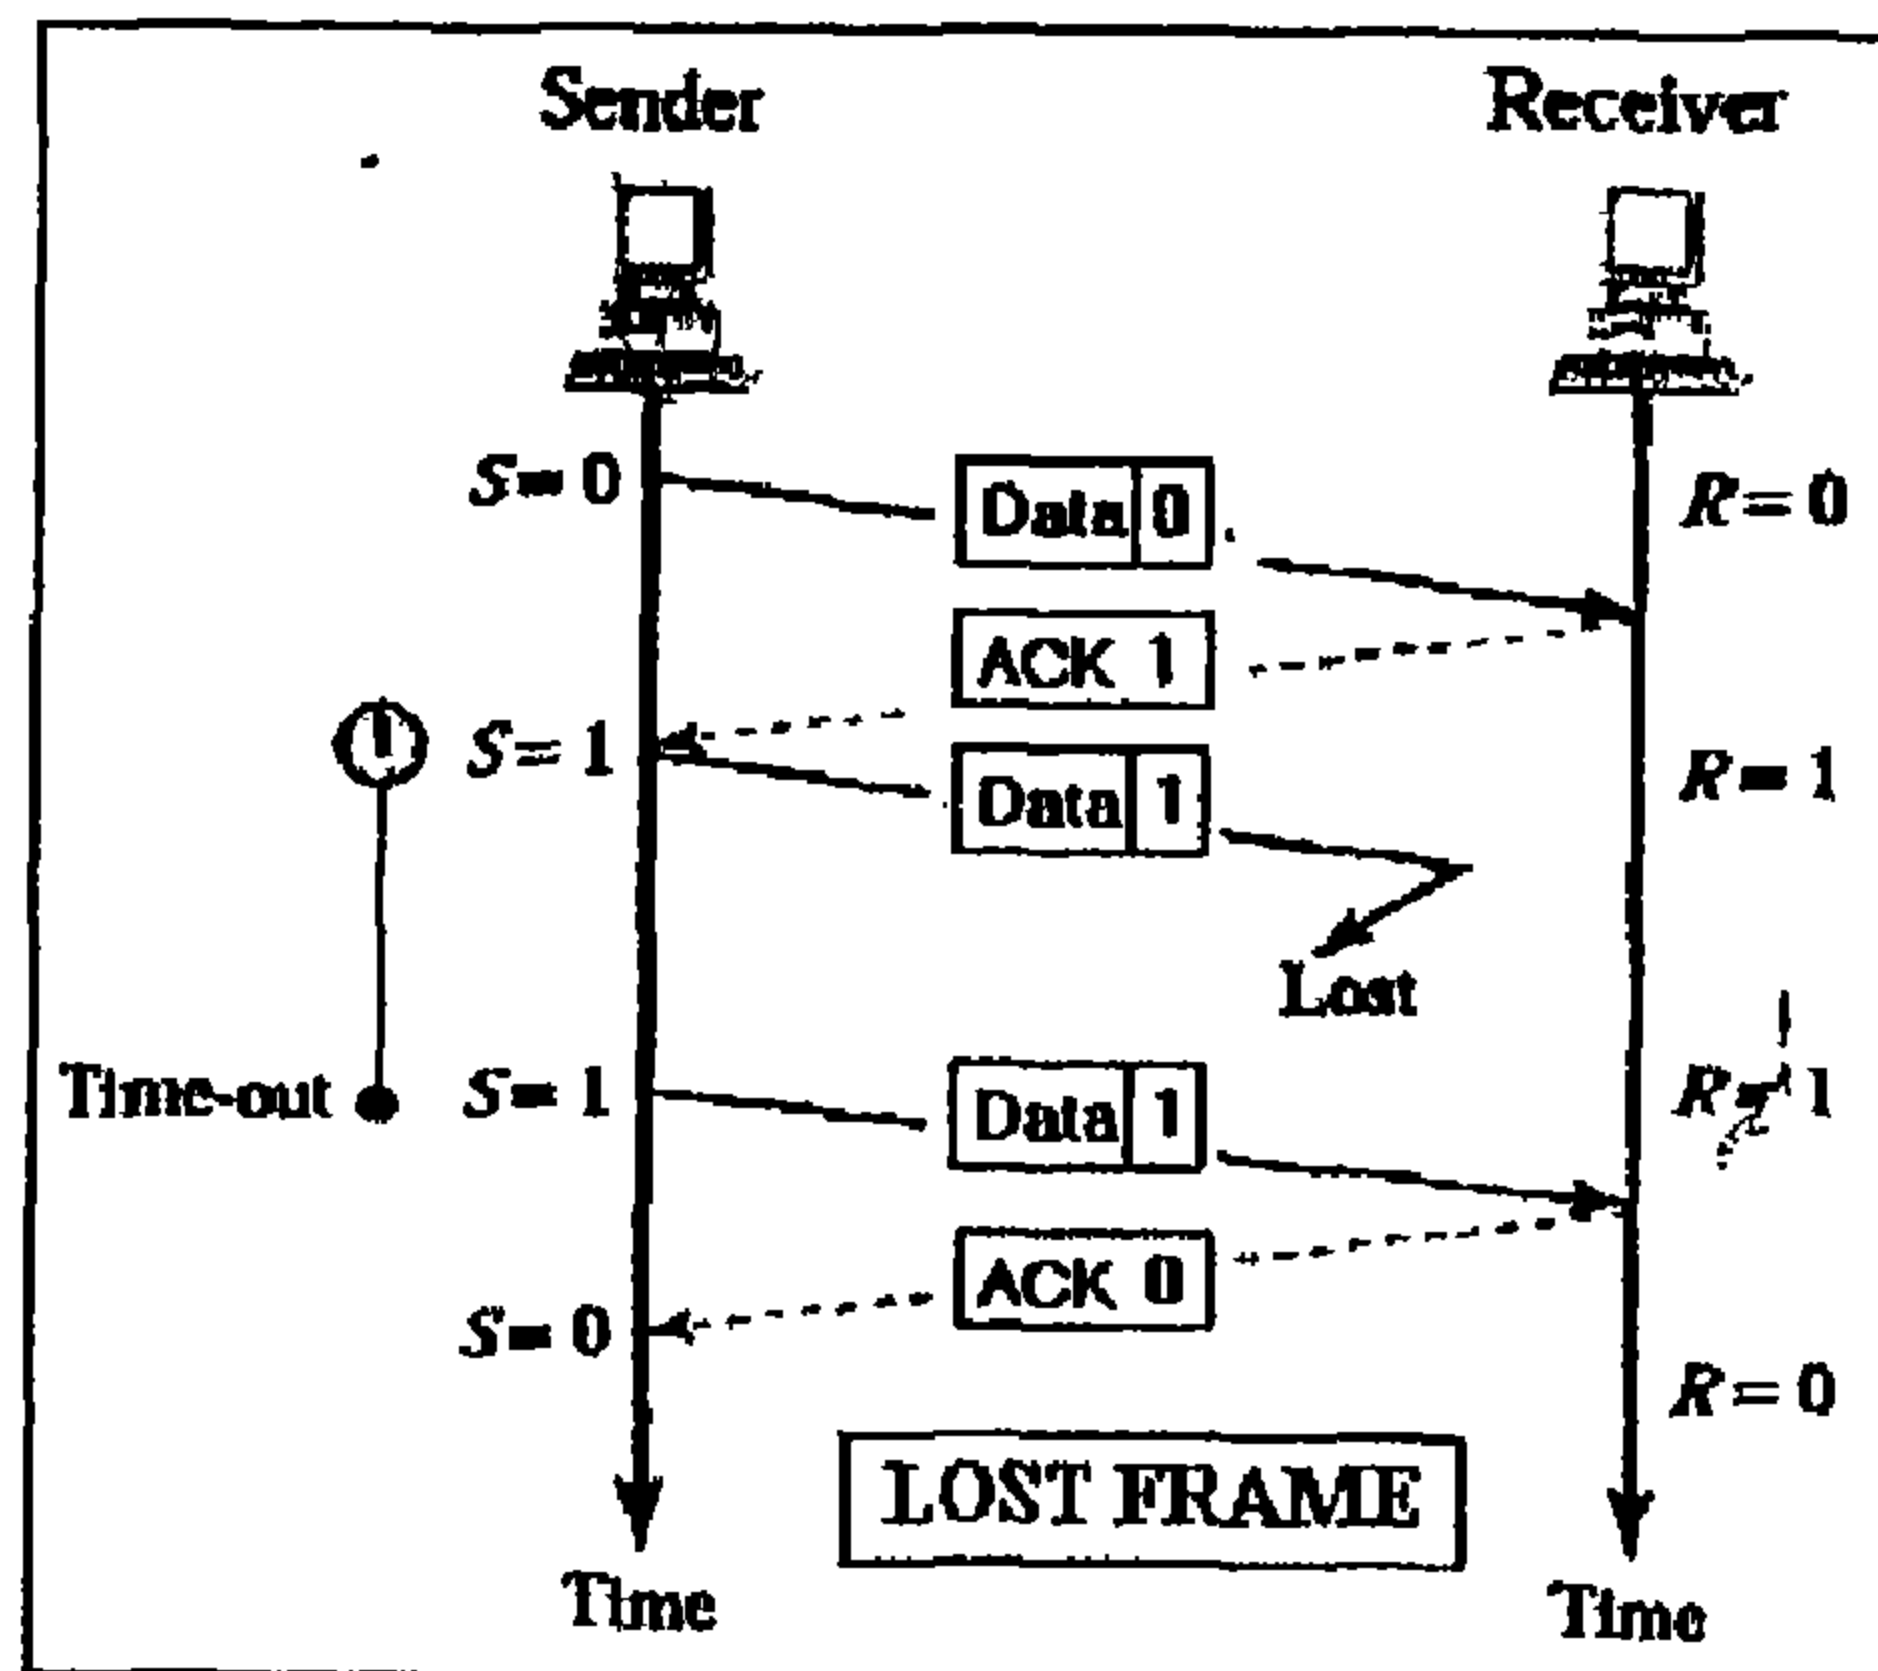 Sender Receiver
S = 0 Data 0 R = 0
ACK 1
S = 1 Data 1 R = 1
Lost
Time-out S = 1 Data 1 R = 1
ACK 0
S = 0
R = 0
LOST FRAME
Time Time